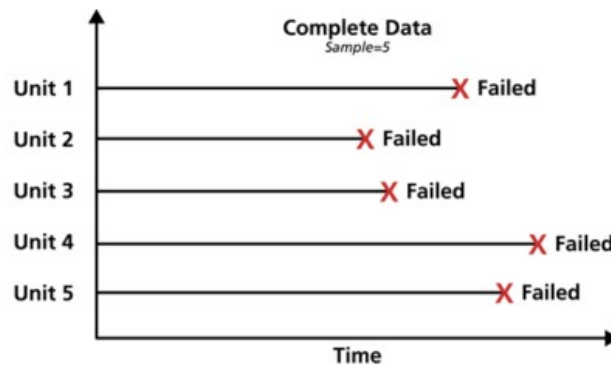 Complete Data
Sample=5
Unit 1 X Failed
Unit 2 X Failed
Unit 3 X Failed
Unit 4 X Failed
Unit 5 X Failed
Time